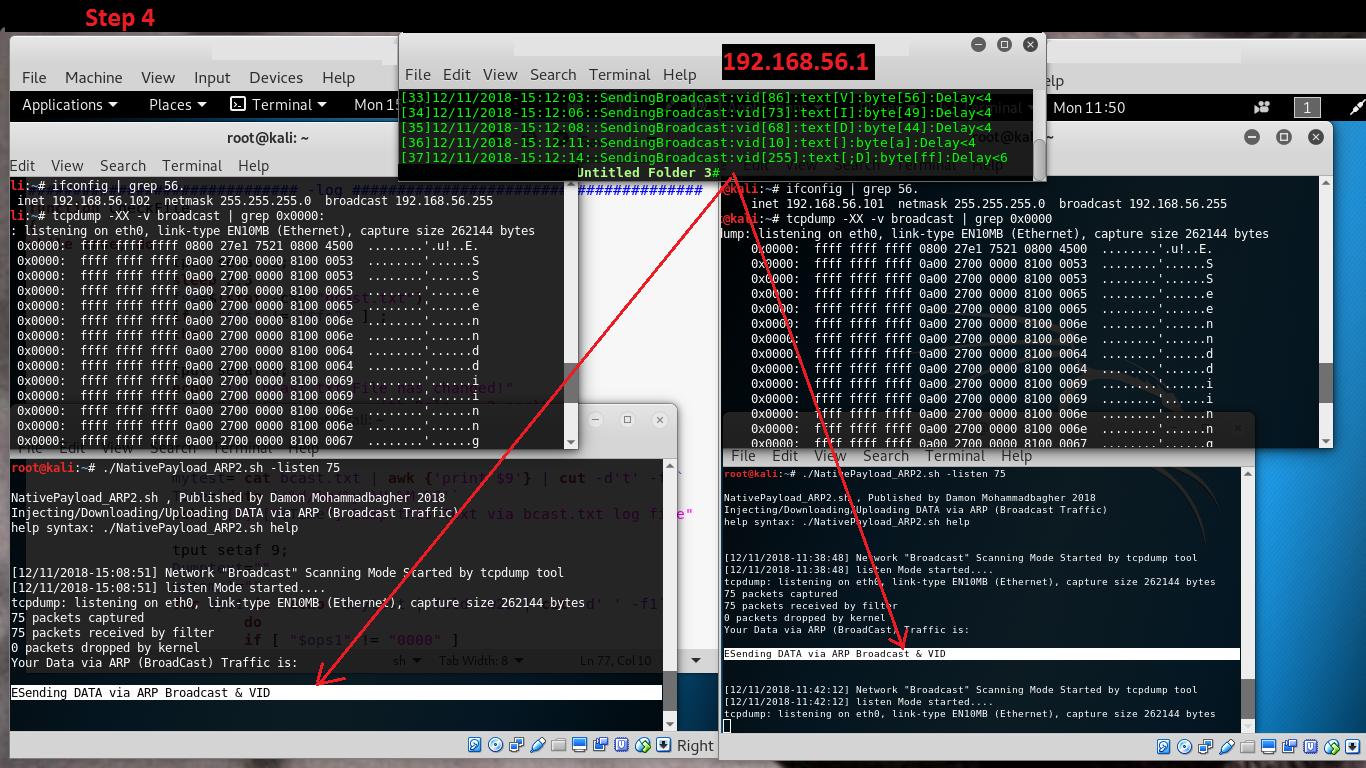 Step 4
File Machine View Input Devices Help
Applications Places Terminal Mon 15
root@kali: ~
Edit View Search Terminal Help
li:~# ifconfig | grep 56.
inet 192.168.56.102 netmask 255.255.255.0 broadcast 192.168.56.255
li:~# tcpdump -XX -v broadcast | grep 0x0000:
: listening on eth0, link-type EN10MB (Ethernet), capture size 262144 bytes
0x0000: ffff ffff ffff 0800 27e1 7521 0800 4500 ........'.u!..E.
0x0000: ffff ffff ffff 0a00 2700 0000 8100 0053 ........'......S
0x0000: ffff ffff ffff 0a00 2700 0000 8100 0053 ........'......S
0x0000: ffff ffff ffff 0a00 2700 0000 8100 0065 ........'......e
0x0000: ffff ffff ffff 0a00 2700 0000 8100 0065 ........'......e
0x0000: ffff ffff ffff 0a00 2700 0000 8100 006e ........'......n
0x0000: ffff ffff ffff 0a00 2700 0000 8100 006e ........'......n
0x0000: ffff ffff ffff 0a00 2700 0000 8100 0064 ........'......d
0x0000: ffff ffff ffff 0a00 2700 0000 8100 0064 ........'......d
0x0000: ffff ffff ffff 0a00 2700 0000 8100 0069 ........'......i
0x0000: ffff ffff ffff 0a00 2700 0000 8100 0069 ........'......i
0x0000: ffff ffff ffff 0a00 2700 0000 8100 006e ........'......n
0x0000: ffff ffff ffff 0a00 2700 0000 8100 006e ........'......n
0x0000: ffff ffff ffff 0a00 2700 0000 8100 0067 ........'......g
File Edit View Search Terminal Help
root@kali:~# ./NativePayload_ARP2.sh -listen 75
NativePayload_ARP2.sh , Published by Damon Mohammadbagher 2018
Injecting/Downloading/Uploading DATA via ARP (Broadcast Traffic)
help syntax: ./NativePayload_ARP2.sh help
[12/11/2018-15:08:51] Network "Broadcast" Scanning Mode Started by tcpdump tool
[12/11/2018-15:08:51] listen Mode started....
tcpdump: listening on eth0, link-type EN10MB (Ethernet), capture size 262144 bytes
75 packets captured
75 packets received by filter
0 packets dropped by kernel
Your Data via ARP (BroadCast) Traffic is:
ESending DATA via ARP Broadcast & VID
tput setaf 9;
do
if [ "$ops1" != "0000" ]
sh Tab Width: 8 Ln 77, Col 10
Right
File Edit View Search Terminal Help
192.168.56.1
[33]12/11/2018-15:12:03::SendingBroadcast:vid[86]:text[V]:byte[56]:Delay<4
[34]12/11/2018-15:12:06::SendingBroadcast:vid[73]:text[I]:byte[49]:Delay<4
[35]12/11/2018-15:12:08::SendingBroadcast:vid[68]:text[D]:byte[44]:Delay<4
[36]12/11/2018-15:12:11::SendingBroadcast:vid[10]:text[]:byte[a]:Delay<4
[37]12/11/2018-15:12:14::SendingBroadcast:vid[255]:text[;D]:byte[ff]:Delay<6
Untitled Folder 3#
elp
Mon 11:50 1
@kali:~# ifconfig | grep 56.
inet 192.168.56.101 netmask 255.255.255.0 broadcast 192.168.56.255
@kali:~# tcpdump -XX -v broadcast | grep 0x0000
dump: listening on eth0, link-type EN10MB (Ethernet), capture size 262144 bytes
0x0000: ffff ffff ffff 0800 27e1 7521 0800 4500 ........'.u!..E.
0x0000: ffff ffff ffff 0a00 2700 0000 8100 0053 ........'......S
0x0000: ffff ffff ffff 0a00 2700 0000 8100 0053 ........'......S
0x0000: ffff ffff ffff 0a00 2700 0000 8100 0065 ........'......e
0x0000: ffff ffff ffff 0a00 2700 0000 8100 0065 ........'......e
0x0000: ffff ffff ffff 0a00 2700 0000 8100 006e ........'......n
0x0000: ffff ffff ffff 0a00 2700 0000 8100 006e ........'......n
0x0000: ffff ffff ffff 0a00 2700 0000 8100 0064 ........'......d
0x0000: ffff ffff ffff 0a00 2700 0000 8100 0064 ........'......d
0x0000: ffff ffff ffff 0a00 2700 0000 8100 0069 ........'......i
0x0000: ffff ffff ffff 0a00 2700 0000 8100 0069 ........'......i
0x0000: ffff ffff ffff 0a00 2700 0000 8100 006e ........'......n
0x0000: ffff ffff ffff 0a00 2700 0000 8100 006e ........'......n
0x0000: ffff ffff ffff 0a00 2700 0000 8100 0067 ........'......g
File Edit View Search Terminal Help
root@kali:~# ./NativePayload_ARP2.sh -listen 75
NativePayload_ARP2.sh , Published by Damon Mohammadbagher 2018
Injecting/Downloading/Uploading DATA via ARP (Broadcast Traffic)
help syntax: ./NativePayload_ARP2.sh help
[12/11/2018-11:38:48] Network "Broadcast" Scanning Mode Started by tcpdump tool
[12/11/2018-11:38:48] listen Mode started....
tcpdump: listening on eth0, link-type EN10MB (Ethernet), capture size 262144 bytes
75 packets captured
75 packets received by filter
0 packets dropped by kernel
Your Data via ARP (BroadCast) Traffic is:
ESending DATA via ARP Broadcast & VID
[12/11/2018-11:42:12] Network "Broadcast" Scanning Mode Started by tcpdump tool
[12/11/2018-11:42:12] listen Mode started....
tcpdump: listening on eth0, link-type EN10MB (Ethernet), capture size 262144 bytes